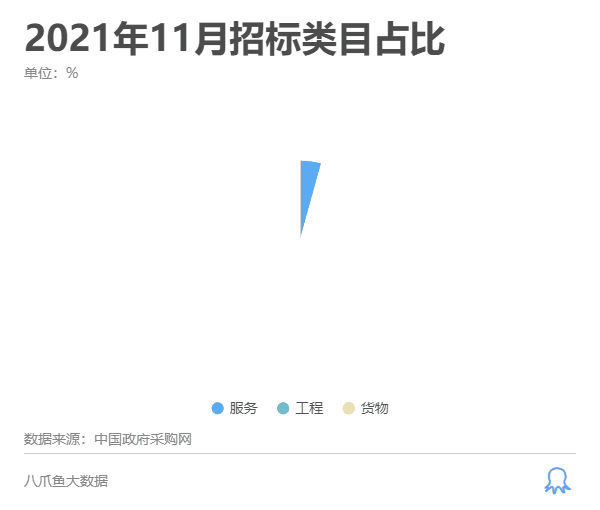 2021年11月招标类目占比
单位：%
服务 工程 货物
数据来源：中国政府采购网
八爪鱼大数据